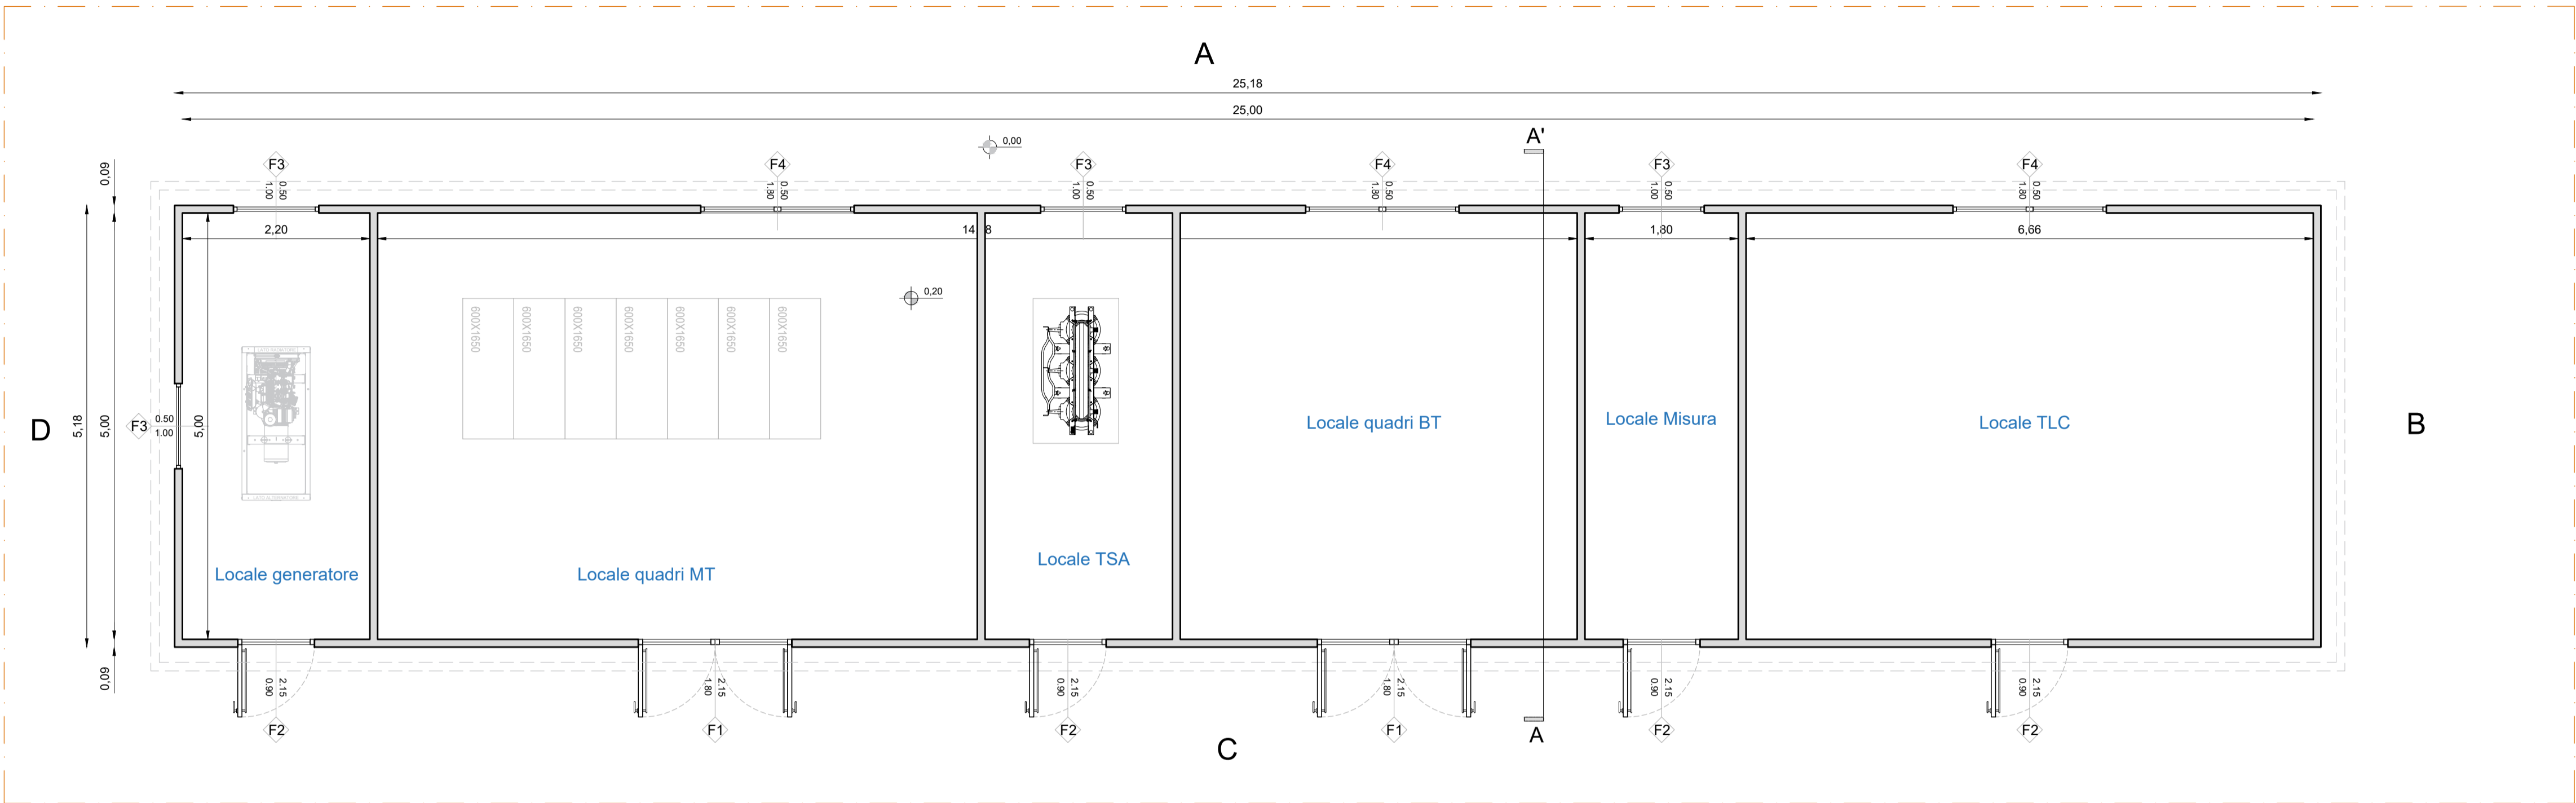 A
25,18
25,00
A'
0,00
F3
F4
F3
F4
F3
F4
0.50
1.00
0.50
1.80
0.50
1.00
0.50
1.80
0.50
1.00
0.50
1.80
0,09
2,20
1,80
6,66
0,20
600X1650
600X1650
600X1650
600X1650
600X1650
600X1650
600X1650
D
5,18
5,00
F3
0.50
1.00
5,00
Locale quadri BT
Locale Misura
Locale TLC
B
Locale generatore
Locale quadri MT
Locale TSA
0,09
2.15
0.90
2.15
1.80
2.15
0.90
2.15
1.80
2.15
0.90
2.15
0.90
F2
F1
F2
F1
A
F2
F2
C